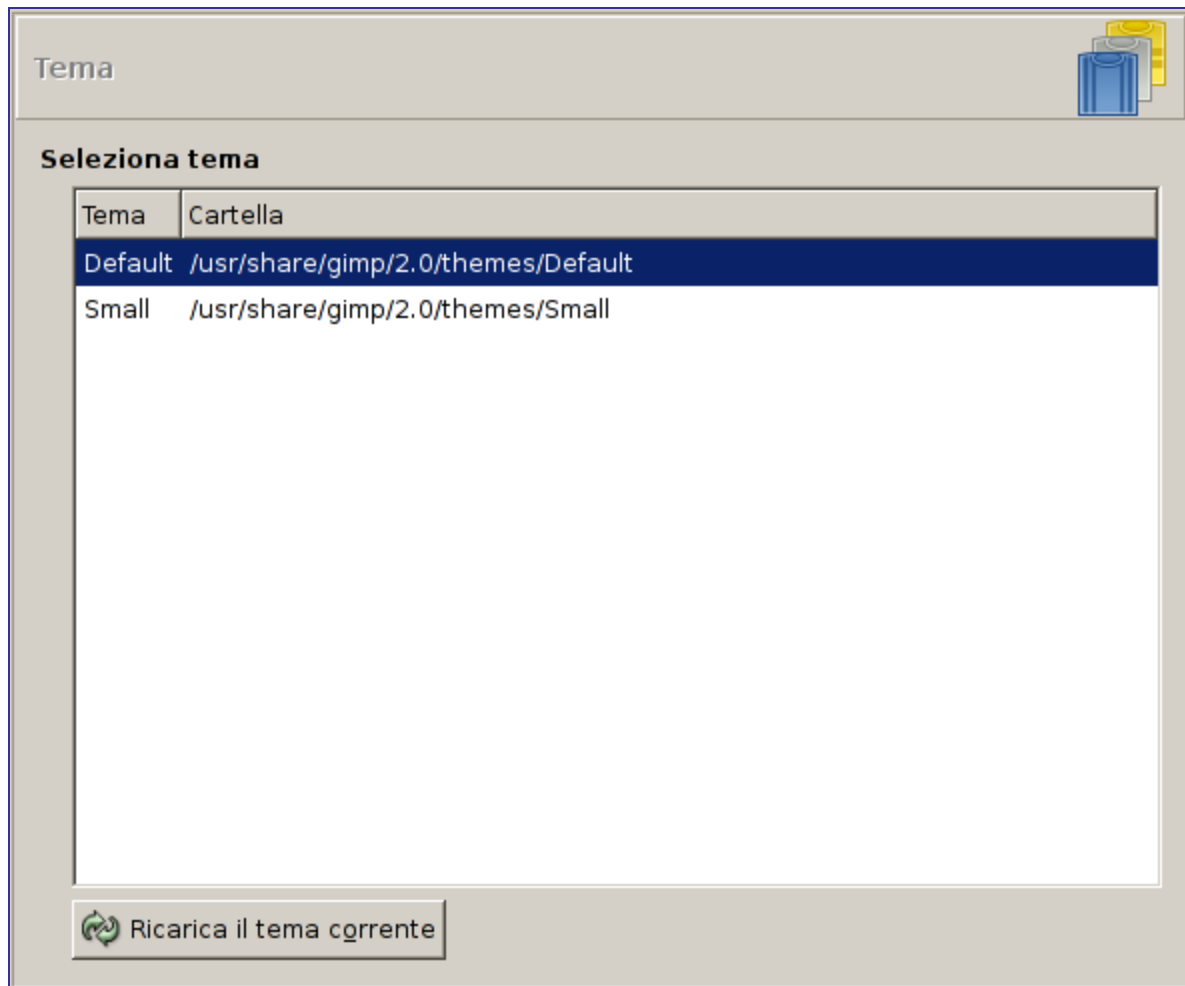 Tema
Seleziona tema
Tema Cartella
Default /usr/share/gimp/2.0/themes/Default
Small /usr/share/gimp/2.0/themes/Small
Ricarica il tema corrente